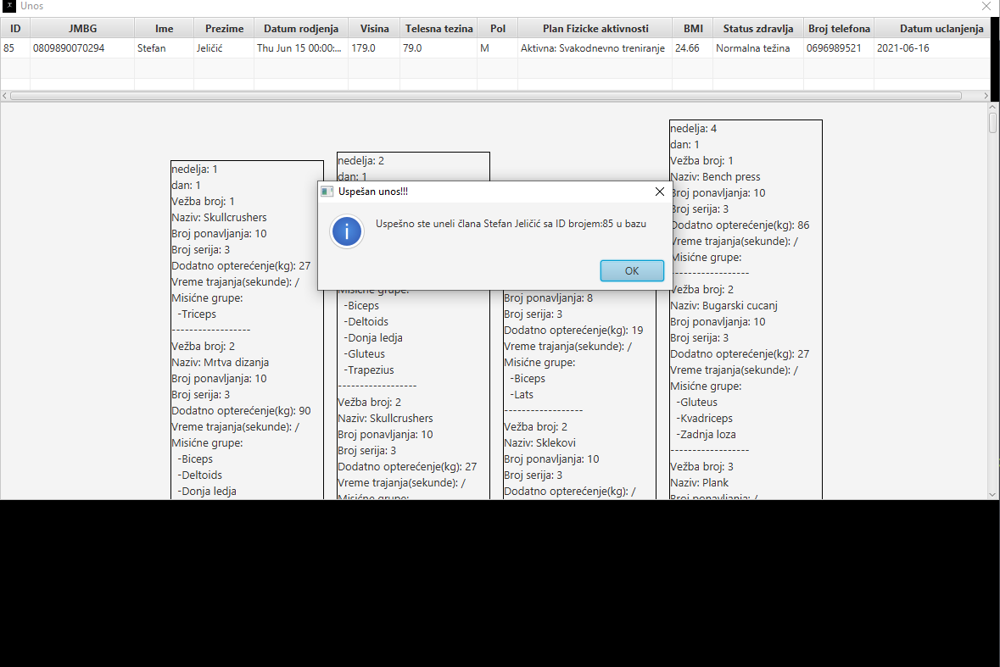 Unos
ID JMBG Ime Prezime Datum rodjenja Visina Telesna tezina Pol Plan Fizicke aktivnosti BMI Status zdravlja Broj telefona Datum uclanjenja
85 0809890070294 Stefan Jeličić Thu Jun 15 00:00:... 179.0 79.0 M Aktivna: Svakodnevno treniranje 24.66 Normalna težina 0696989521 2021-06-16
nedelja: 1
dan: 1
Vežba broj: 1
Naziv: Skullcrushers
Broj ponavljanja: 10
Broj serija: 3
Dodatno opterećenje(kg): 27
Vreme trajanja(sekunde): /
Misićne grupe:
-Triceps
------------------
Vežba broj: 2
Naziv: Mrtva dizanja
Broj ponavljanja: 10
Broj serija: 3
Dodatno opterećenje(kg): 90
Vreme trajanja(sekunde): /
Misićne grupe:
-Biceps
-Deltoids
-Donja ledja
nedelja: 2
dan: 1
Misićne grupe:
-Biceps
-Deltoids
-Donja ledja
-Gluteus
-Trapezius
------------------
Vežba broj: 2
Naziv: Skullcrushers
Broj ponavljanja: 10
Broj serija: 3
Dodatno opterećenje(kg): 27
Vreme trajanja(sekunde): /
Misićne grupe:
Uspešan unos!!!
Uspešno ste uneli člana Stefan Jeličić sa ID brojem:85 u bazu
OK
Broj ponavljanja: 8
Broj serija: 3
Dodatno opterećenje(kg): 19
Vreme trajanja(sekunde): /
Misićne grupe:
-Biceps
-Lats
------------------
Vežba broj: 2
Naziv: Sklekovi
Broj ponavljanja: 10
Broj serija: 3
Dodatno opterećenje(kg): /
nedelja: 4
dan: 1
Vežba broj: 1
Naziv: Bench press
Broj ponavljanja: 10
Broj serija: 3
Dodatno opterećenje(kg): 86
Vreme trajanja(sekunde): /
Misićne grupe:
------------------
Vežba broj: 2
Naziv: Bugarski cucanj
Broj ponavljanja: 10
Broj serija: 3
Dodatno opterećenje(kg): 27
Vreme trajanja(sekunde): /
Misićne grupe:
-Gluteus
-Kvadriceps
-Zadnja loza
------------------
Vežba broj: 3
Naziv: Plank
Broj ponavljanja: /